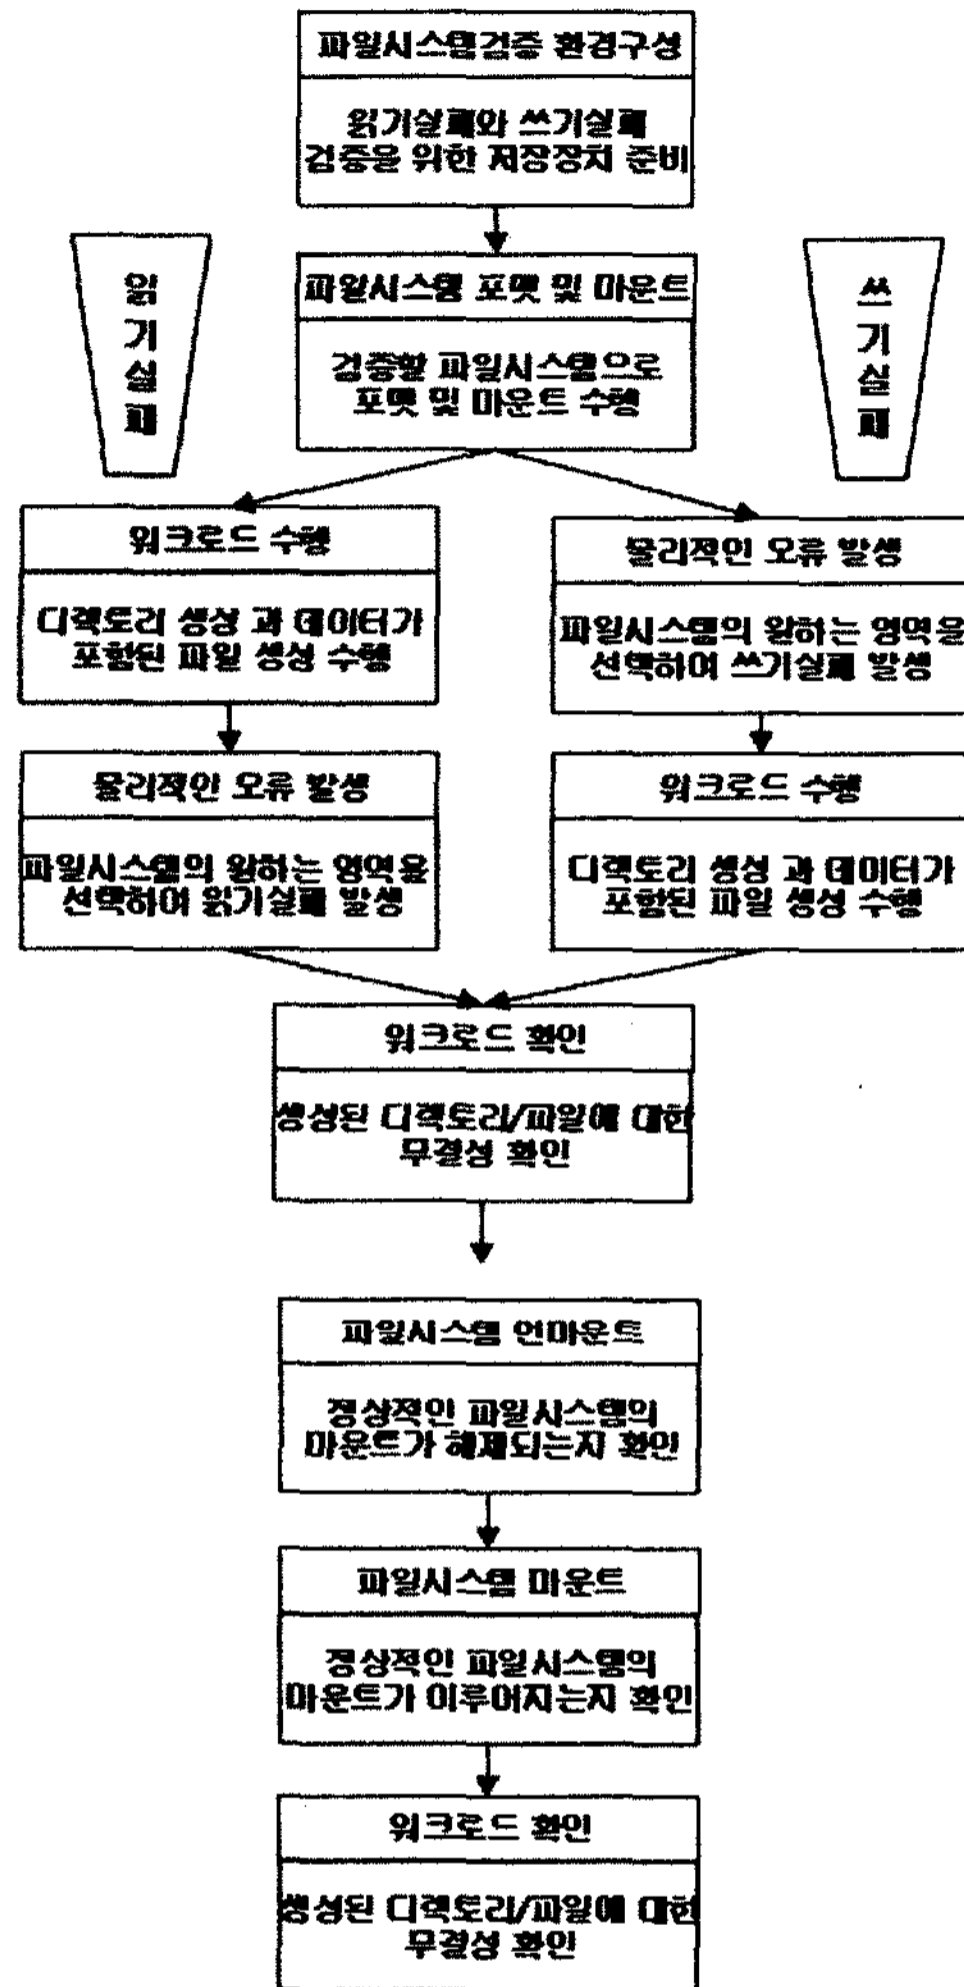 파일시스템검증 환경구성
읽기실패와 쓰기실패
검증을 위한 저장장치 준비
읽기실패
파일시스템 포맷 및 마운트
검증할 파일시스템으로
포맷 및 마운트 수행
쓰기실패
워크로드 수행
디렉토리 생성 과 데이터가
포함된 파일 생성 수행
물리적인 오류 발생
파일시스템의 원하는 영역을
선택하여 읽기실패 발생
물리적인 오류 발생
파일시스템의 원하는 영역을
선택하여 쓰기실패 발생
워크로드 수행
디렉토리 생성 과 데이터가
포함된 파일 생성 수행
워크로드 확인
생성된 디렉토리/파일에 대한
무결성 확인
파일시스템 언마운트
정상적인 파일시스템의
마운트가 해제되는지 확인
파일시스템 마운트
정상적인 파일시스템의
마운트가 이루어지는지 확인
워크로드 확인
생성된 디렉토리/파일에 대한
무결성 확인